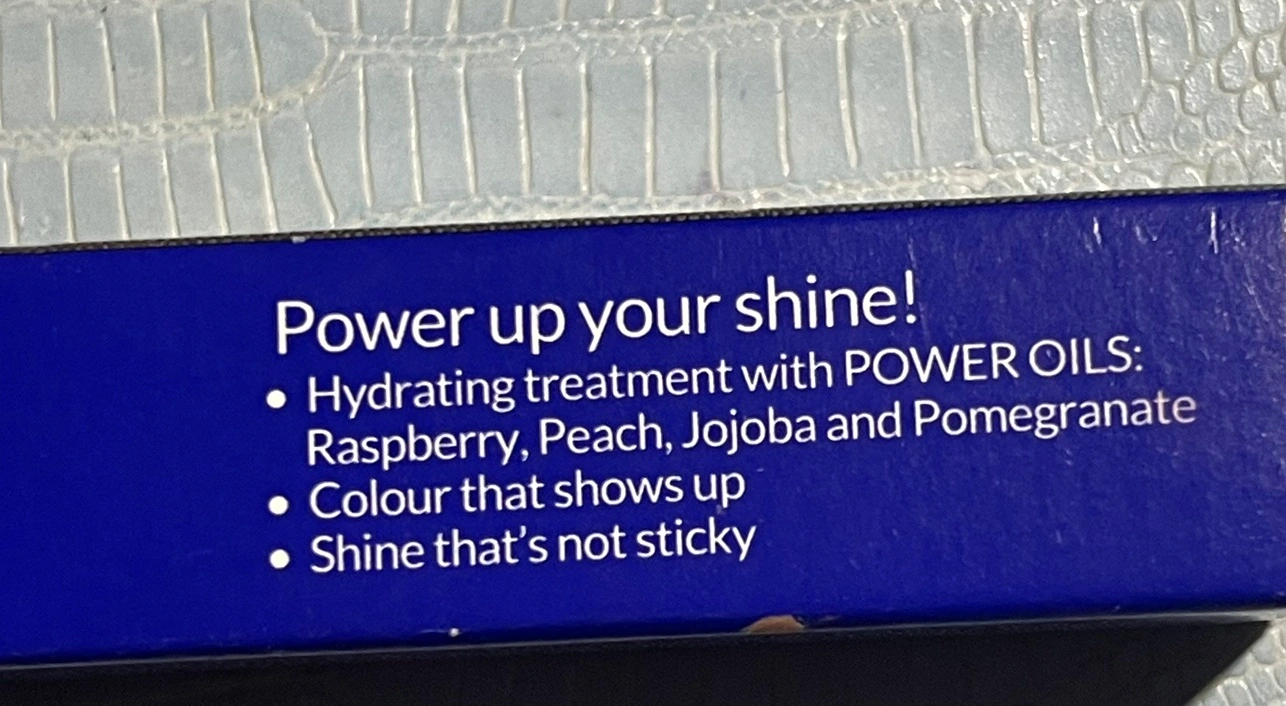 Power up your shine!
• Hydrating treatment with POWER OILS:
Raspberry, Peach, Jojoba and Pomegranate
• Colour that shows up
• Shine that's not sticky